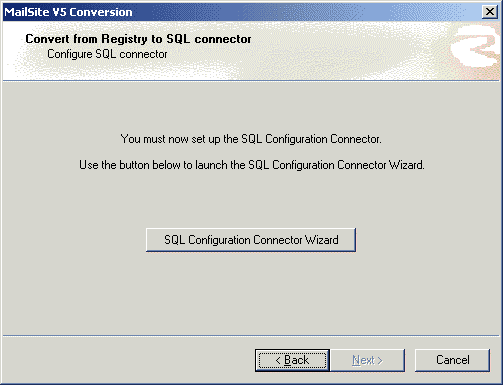 MailSite V5 Conversion
Convert from Registry to SQL connector
Configure SQL connector
You must now set up the SQL Configuration Connector.
Use the button below to launch the SQL Configuration Connector Wizard.
SQL Configuration Connector Wizard
< Back Next > Cancel